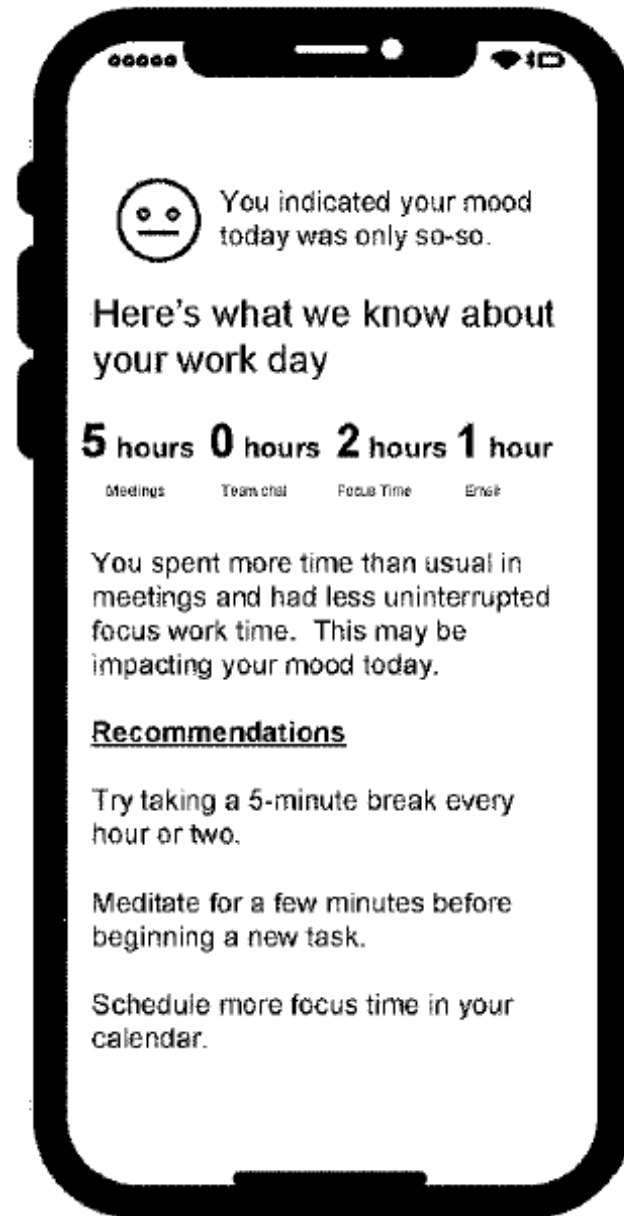 You indicated your mood
today was only so-so.
Here's what we know about
your work day
5 hours 0 hours 2 hours 1 hour
Meetings Team chat Focus Time Email
You spent more time than usual in
meetings and had less uninterrupted
focus work time. This may be
impacting your mood today.
Recommendations
Try taking a 5-minute break every
hour or two.
Meditate for a few minutes before
beginning a new task.
Schedule more focus time in your
calendar.